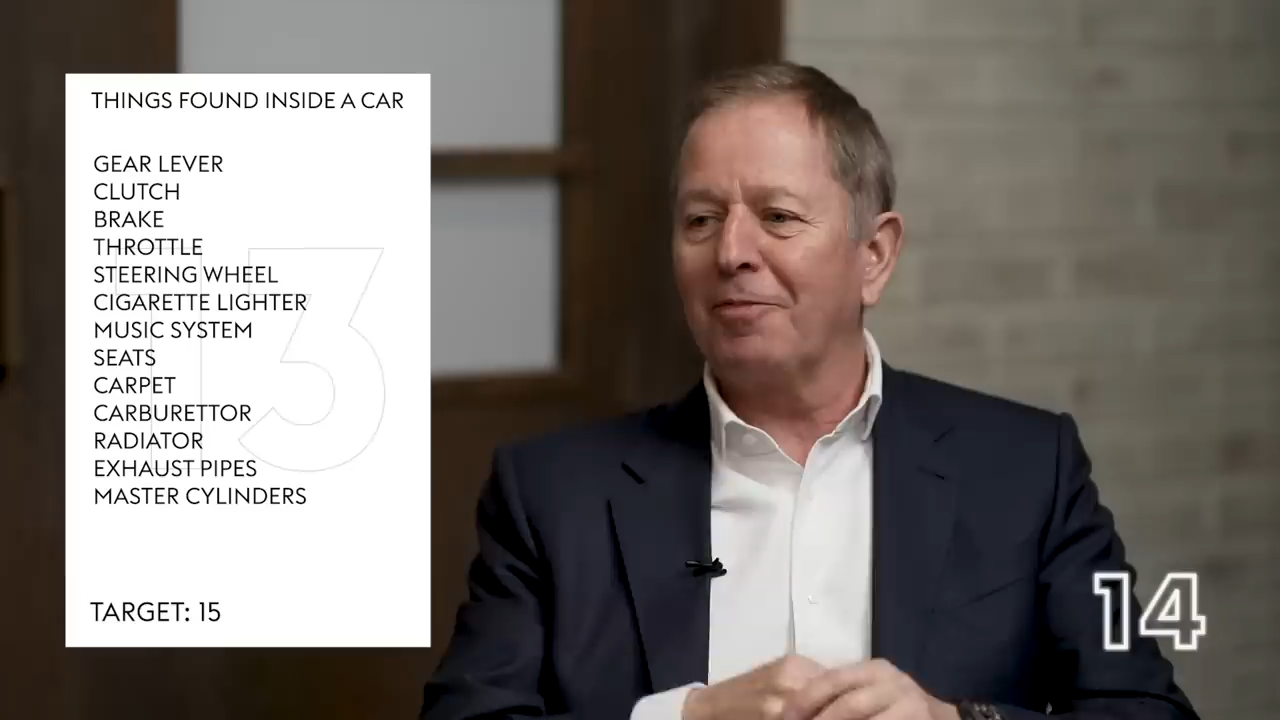 THINGS FOUND INSIDE A CAR
GEAR LEVER
CLUTCH
BRAKE
THROTTLE
STEERING WHEEL
CIGARETTE LIGHTER
MUSIC SYSTEM
SEATS
CARPET
CARBURETTOR
RADIATOR
EXHAUST PIPES
MASTER CYLINDERS
13
TARGET: 15
14